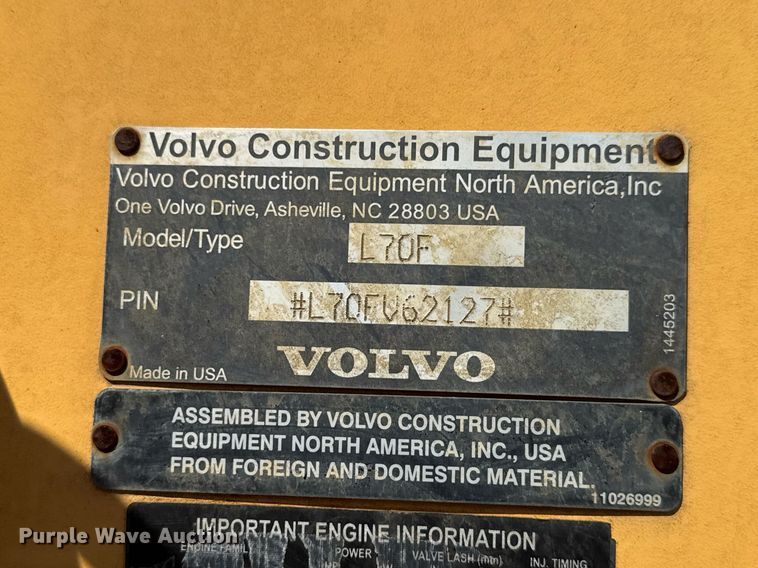 Volvo Construction Equipment
Volvo Construction Equipment North America,Inc
One Volvo Drive, Asheville, NC 28803 USA
Model/Type L70F
PIN #L70FV62127#
1445203
VOLVO
Made in USA
ASSEMBLED BY VOLVO CONSTRUCTION
EQUIPMENT NORTH AMERICA, INC., USA
FROM FOREIGN AND DOMESTIC MATERIAL.
11026999
IMPORTANT ENGINE INFORMATION
ENGINE FAMILY POWER VALVE LASH (mm) INJ. TIMING
Purple Wave Auction